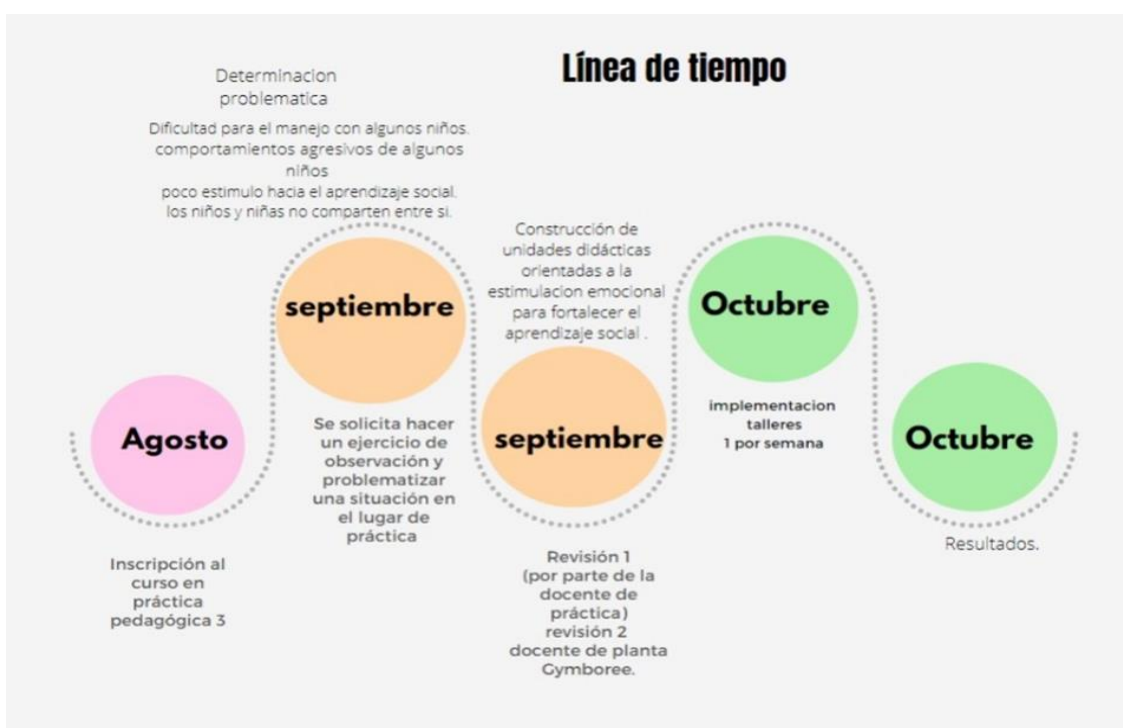 Línea de tiempo
Determinacion
problematica
Dificultad para el manejo con algunos niños.
comportamientos agresivos de algunos
niños
poco estimulo hacia el aprendizaje social.
los niños y niñas no comparten entre si.
Agosto
Inscripción al
curso en
práctica
pedagógica 3
septiembre
Se solicita hacer
un ejercicio de
observación y
problematizar
una situación en
el lugar de
práctica
Construcción de
unidades didácticas
orientadas a la
estimulacion emocional
para fortalecer el
aprendizaje social .
septiembre
Revisión 1
(por parte de la
docente de
práctica)
revisión 2
docente de planta
Gymboree.
Octubre
implementacion
talleres
1 por semana
Octubre
Resultados.